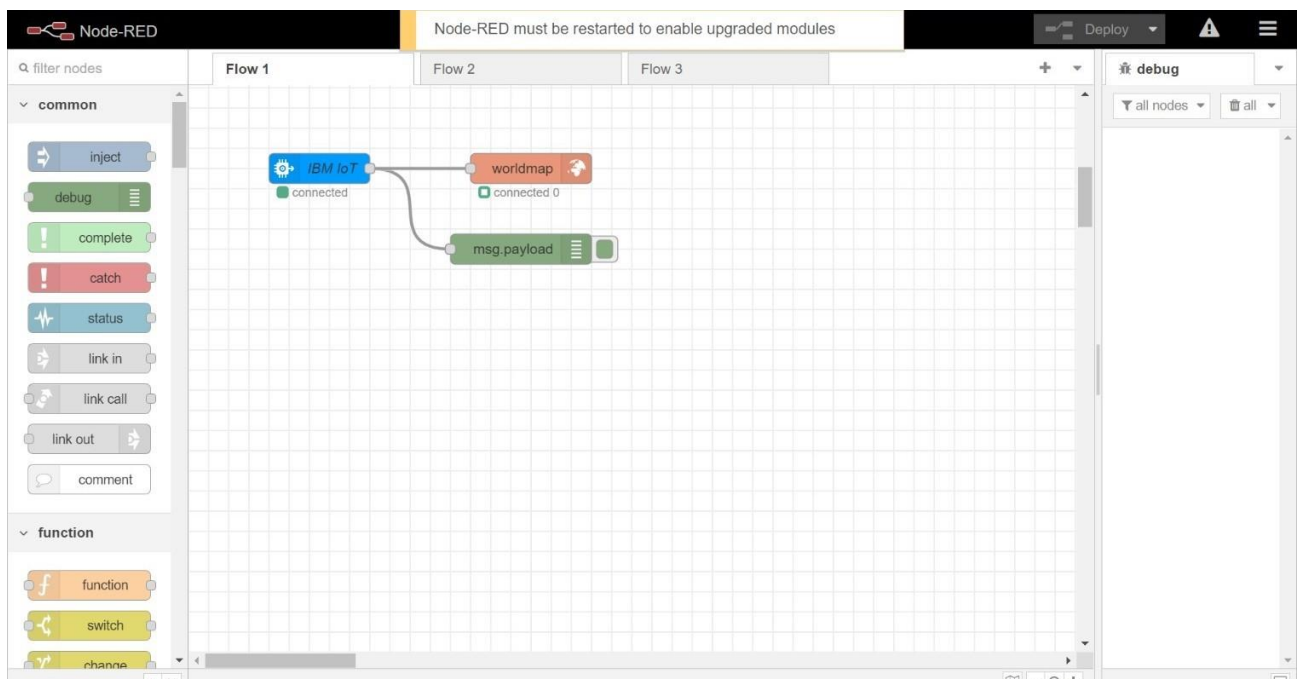 Node-RED
Node-RED must be restarted to enable upgraded modules
Deploy
filter nodes
Flow 1
Flow 2
Flow 3
debug
all nodes
all
common
inject
debug
complete
catch
status
link in
link call
link out
comment
function
function
switch
change
IBM IoT
connected
worldmap
connected 0
msg.payload